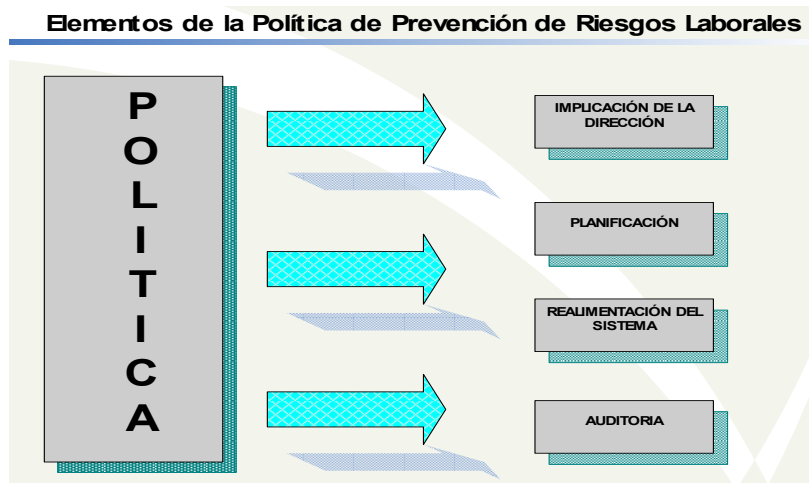 Elementos de la Política de Prevención de Riesgos Laborales
P
O
L
I
T
I
C
A
IMPLICACIÓN DE LA
DIRECCIÓN
PLANIFICACIÓN
REALIMENTACIÓN DEL
SISTEMA
AUDITORIA